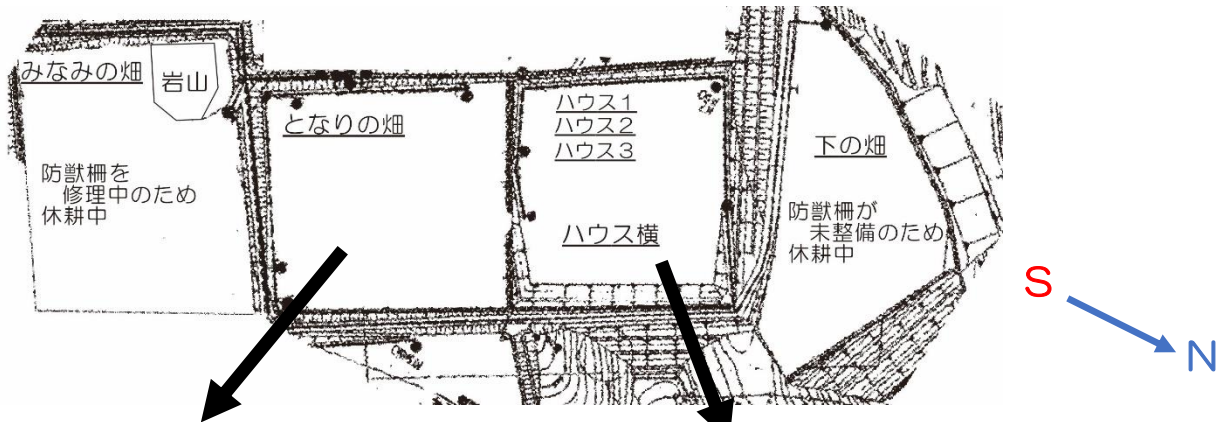 みなみの畑
岩山
防獣柵を
修理中のため
休耕中
となりの畑
ハウス1
ハウス2
ハウス3
ハウス横
下の畑
防獣柵が
未整備のため
休耕中
S
N